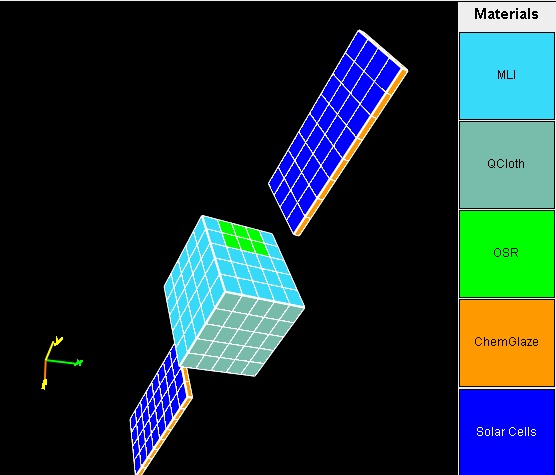 Materials
MLI
QCloth
OSR
ChemGlaze
Solar Cells